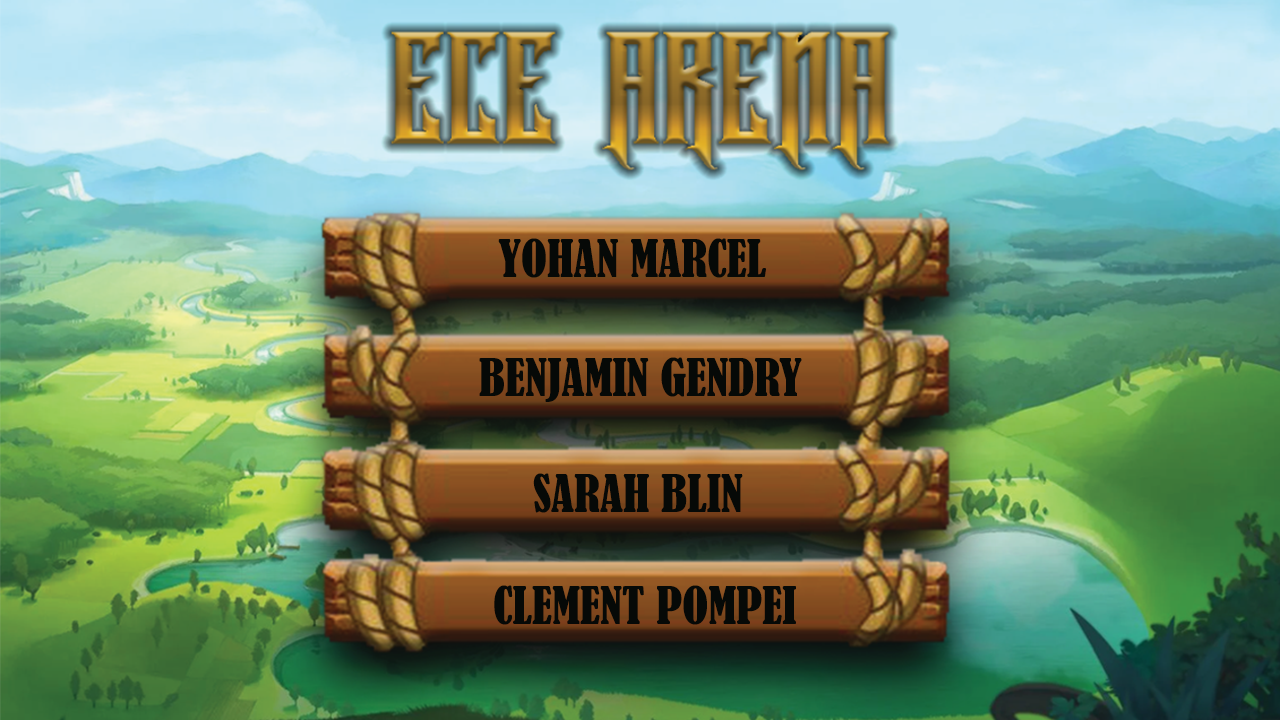 ECE ARENA
YOHAN MARCEL
BENJAMIN GENDRY
SARAH BLIN
CLEMENT POMPEI